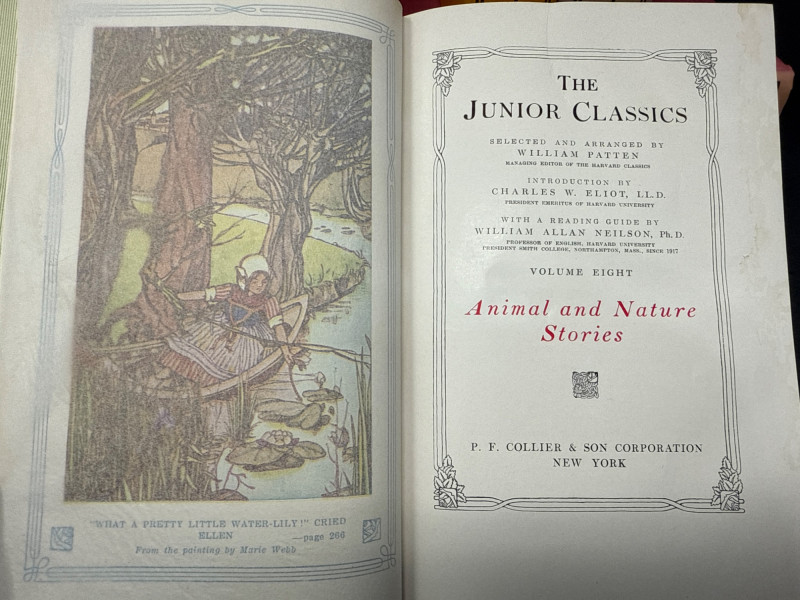 "WHAT A PRETTY LITTLE WATER-LILY!" CRIED
ELLEN —page 266
From the painting by Marie Webb
THE
JUNIOR CLASSICS
SELECTED AND ARRANGED BY
WILLIAM PATTEN
MANAGING EDITOR OF THE HARVARD CLASSICS
INTRODUCTION BY
CHARLES W. ELIOT, LL.D.
PRESIDENT EMERITUS OF HARVARD UNIVERSITY
WITH A READING GUIDE BY
WILLIAM ALLAN NEILSON, Ph.D.
PROFESSOR OF ENGLISH, HARVARD UNIVERSITY
PRESIDENT SMITH COLLEGE, NORTHAMPTON, MASS., SINCE 1917
VOLUME EIGHT
Animal and Nature
Stories
P. F. COLLIER & SON CORPORATION
NEW YORK